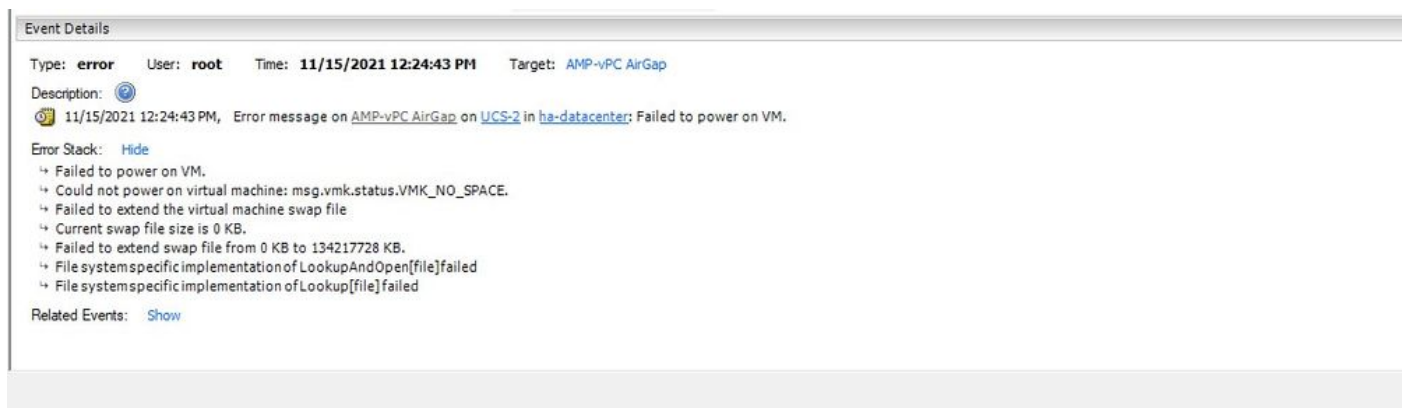 Event Details
Type: error User: root Time: 11/15/2021 12:24:43 PM Target: AMP-vPC AirGap
Description:
11/15/2021 12:24:43 PM, Error message on AMP-vPC AirGap on UCS-2 in ha-datacenter: Failed to power on VM.
Error Stack: Hide
Failed to power on VM.
Could not power on virtual machine: msg.vmk.status.VMK_NO_SPACE.
Failed to extend the virtual machine swap file
Current swap file size is 0 KB.
Failed to extend swap file from 0 KB to 134217728 KB.
File system specific implementation of LookupAndOpen[file] failed
File system specific implementation of Lookup[file] failed
Related Events: Show